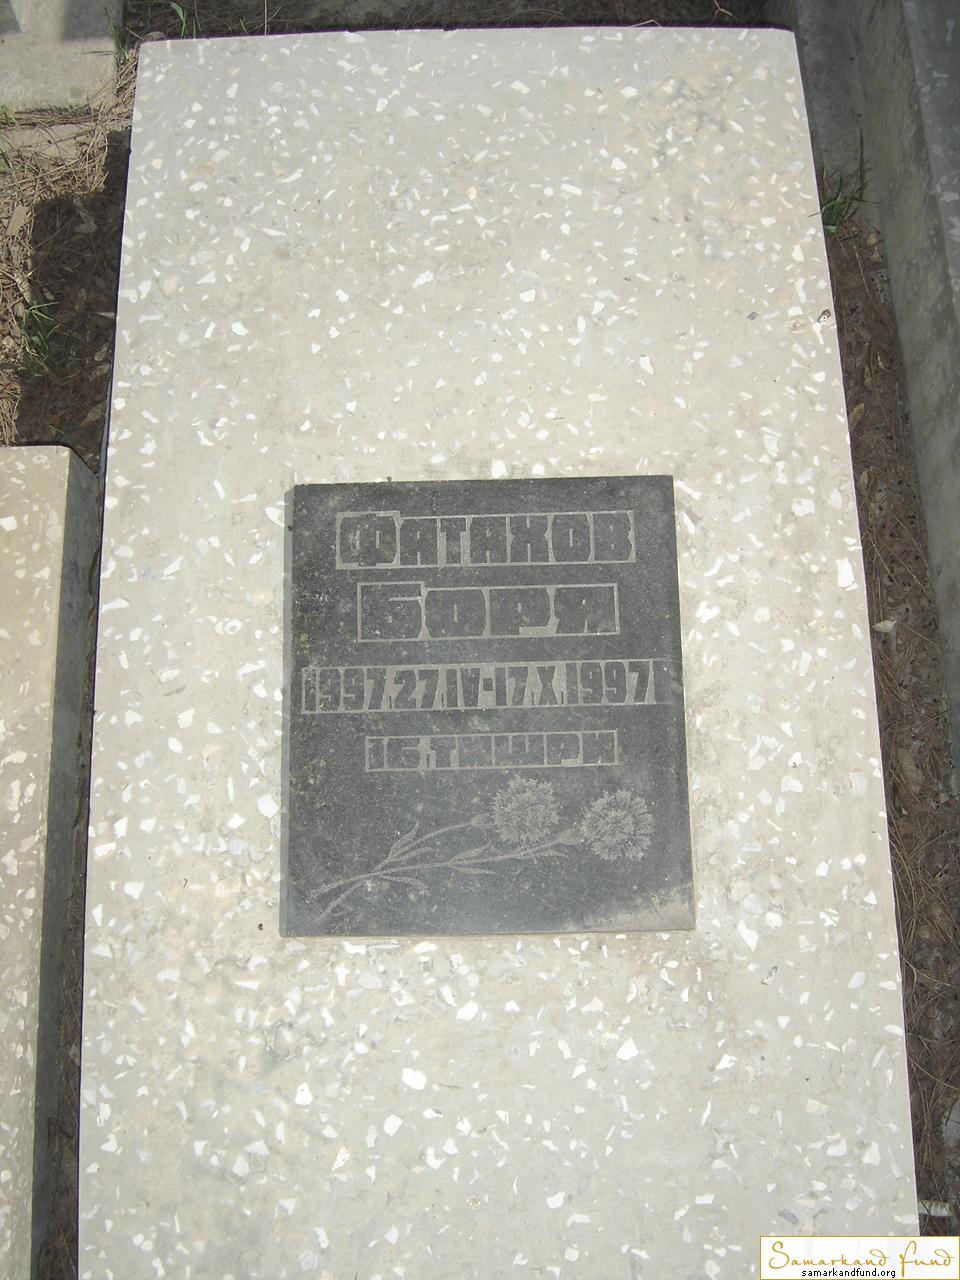 ФАТАХОВ
БОРЯ
1997.27.IV-17.X.1997
16.ТИШРИ
Samarkand fund
samarkandfund.org